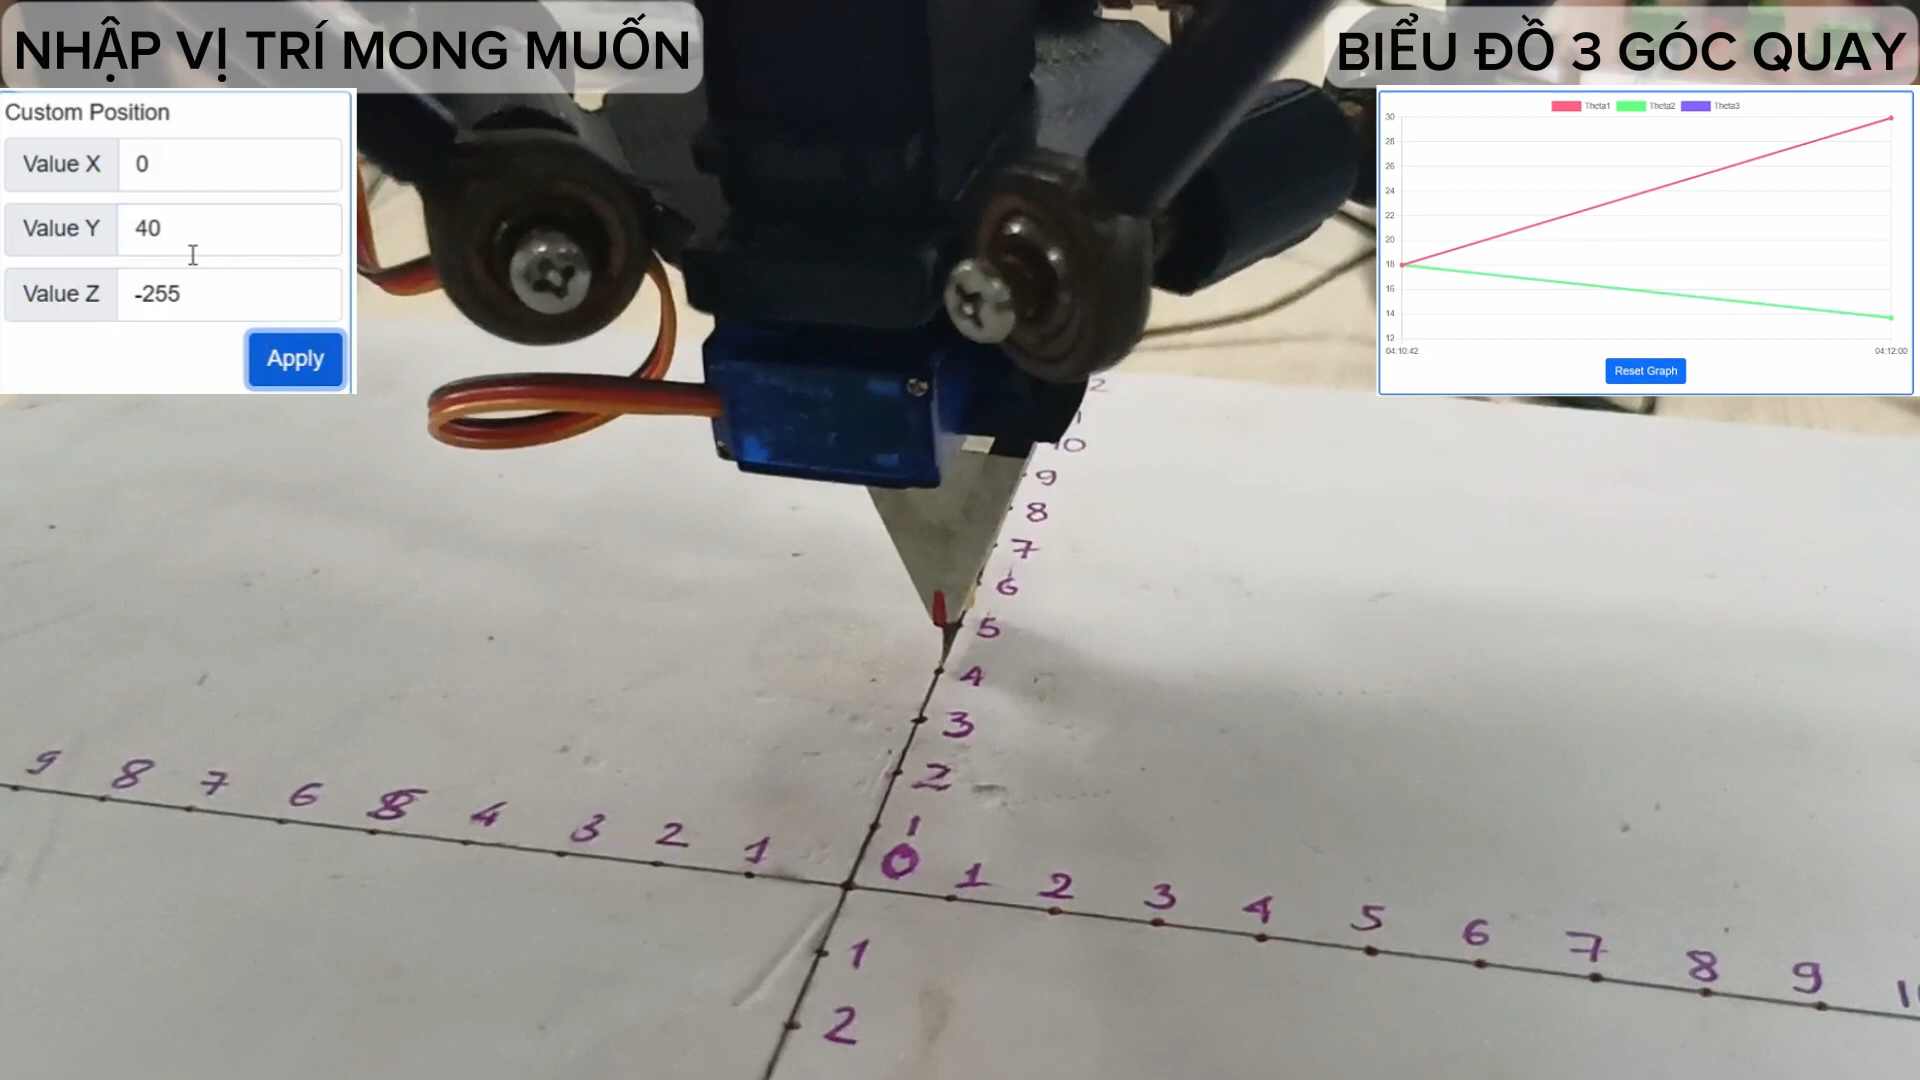 NHẬP VỊ TRÍ MONG MUỐN
BIỂU ĐỒ 3 GÓC QUAY
Custom Position
Value X 0
Value Y 40
Value Z -255
Apply
Theta1 Theta2 Theta3
30
28
26
24
22
20
18
16
14
12
04:10:42 04:12:00
Reset Graph
2
1
10
9
8
7
6
5
4
3
2
1
0
9 8 7 6 5 4 3 2 1
1 2 3 4 5 6 7 8 9
1
2